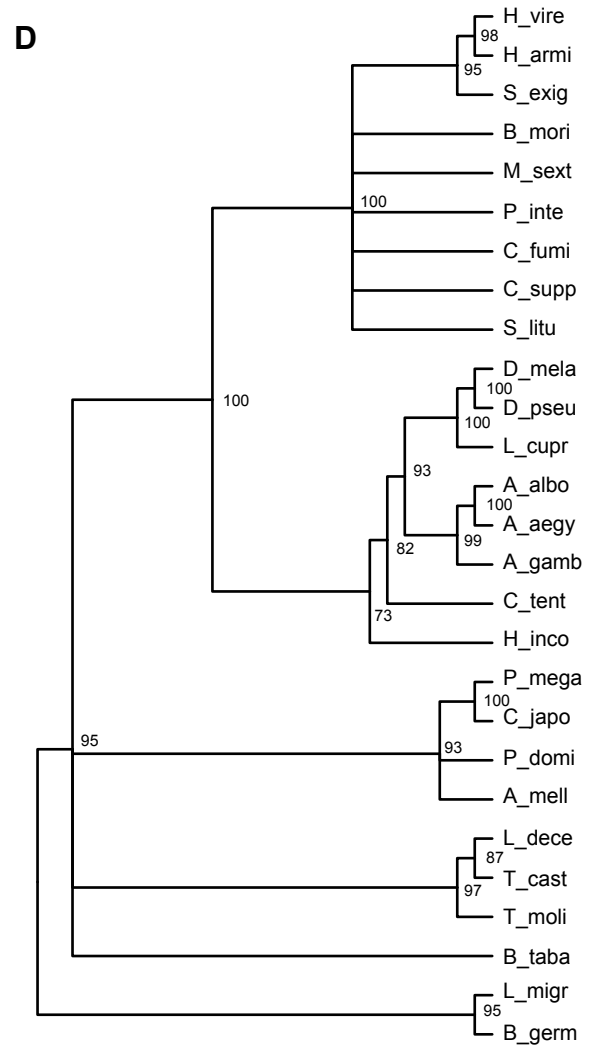 D
H_vire
98
H_armi
95
S_exig
B_mori
M_sext
100
P_inte
C_fumi
C_supp
S_litu
D_mela
100
D_pseu
100
L_cupr
93
A_albo
100
A_aegy
99
82
A_gamb
C_tent
73
H_inco
100
P_mega
100
C_japo
95
93
P_domi
A_mell
L_dece
87
T_cast
97
T_moli
B_taba
L_migr
95
B_germ